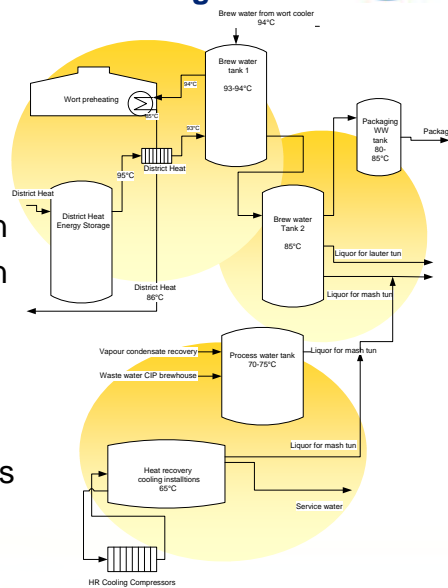 Brew water from wort cooler
94°C
Brew water
tank 1
93-94°C
Wort preheating
94°C
85°C
93°C
District Heat
95°C
Packaging
WW
tank
80-
85°C
Packag
District Heat
District Heat
Energy Storage
Brew water
Tank 2
85°C
n
n
Liquor for lauter tun
District Heat
86°C
Liquor for mash tun
Process water tank
70-75°C
Vapour condensate recovery
Liquor for mash tun
Waste water CIP brewhouse
Liquor for mash tun
s
Heat recovery
cooling installtions
65°C
Service water
HR Cooling Compressors